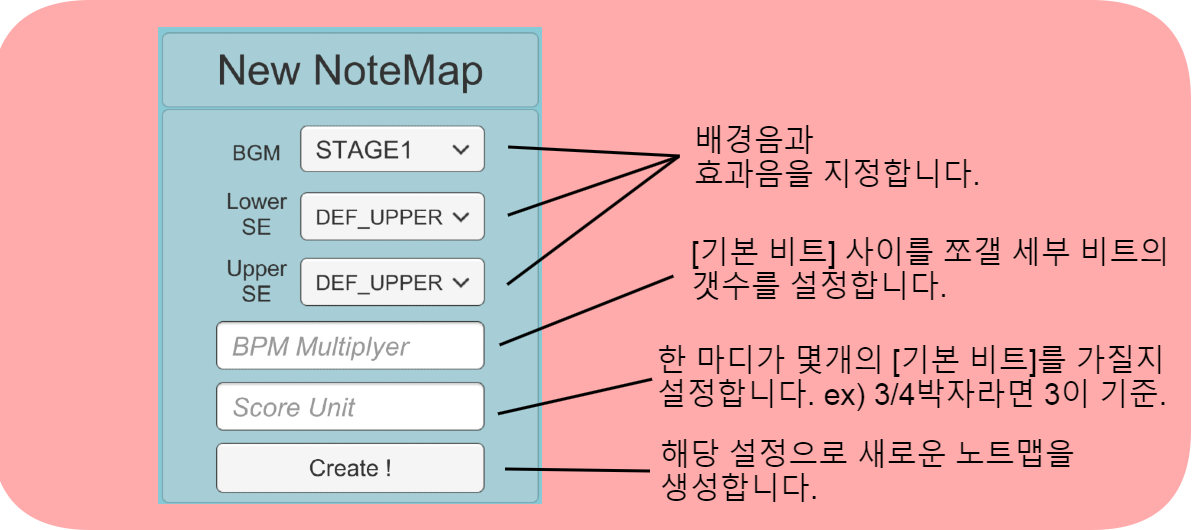 New NoteMap
BGM
STAGE1
Lower
SE
DEF_UPPER
Upper
SE
DEF_UPPER
BPM Multiplyer
Score Unit
Create !
배경음과
효과음을 지정합니다.
[기본 비트] 사이를 쪼갤 세부 비트의
갯수를 설정합니다.
한 마디가 몇개의 [기본 비트]를 가질지
설정합니다. ex) 3/4박자라면 3이 기준.
해당 설정으로 새로운 노트맵을
생성합니다.